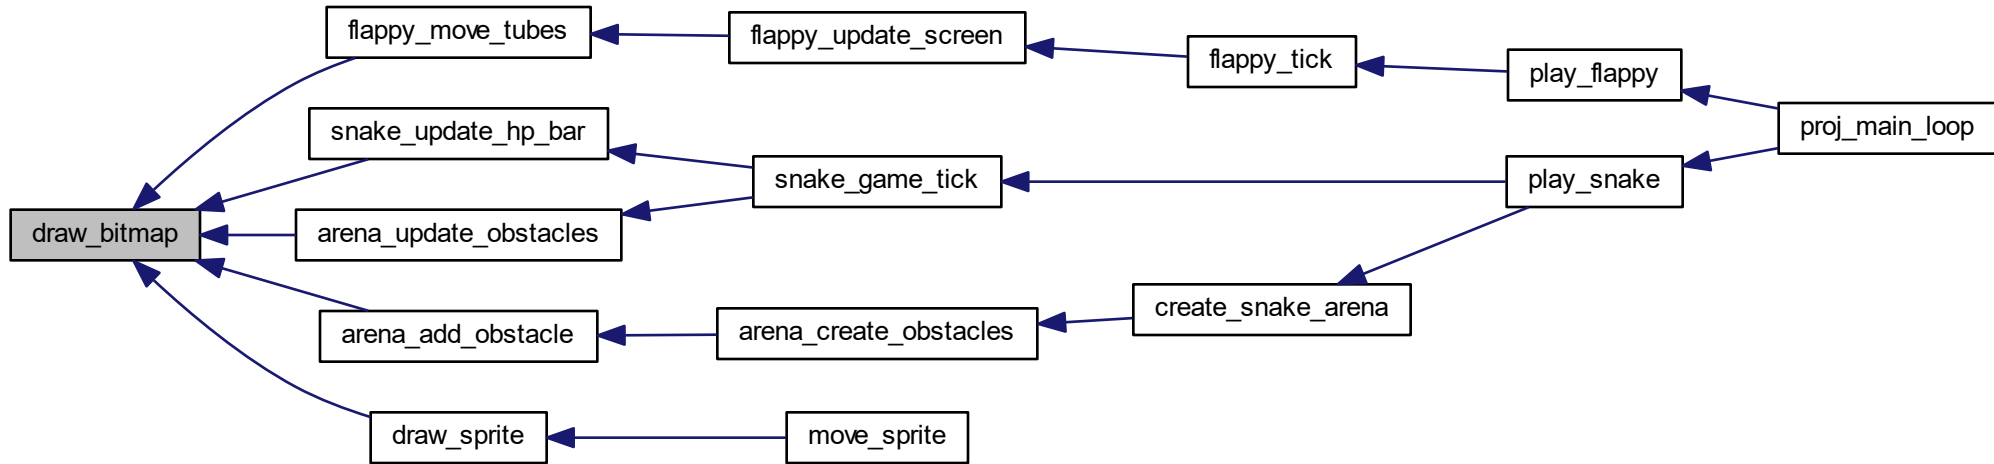 flappy_move_tubes
flappy_update_screen
flappy_tick
play_flappy
proj_main_loop
snake_update_hp_bar
snake_game_tick
play_snake
draw_bitmap
arena_update_obstacles
create_snake_arena
arena_add_obstacle
arena_create_obstacles
draw_sprite
move_sprite